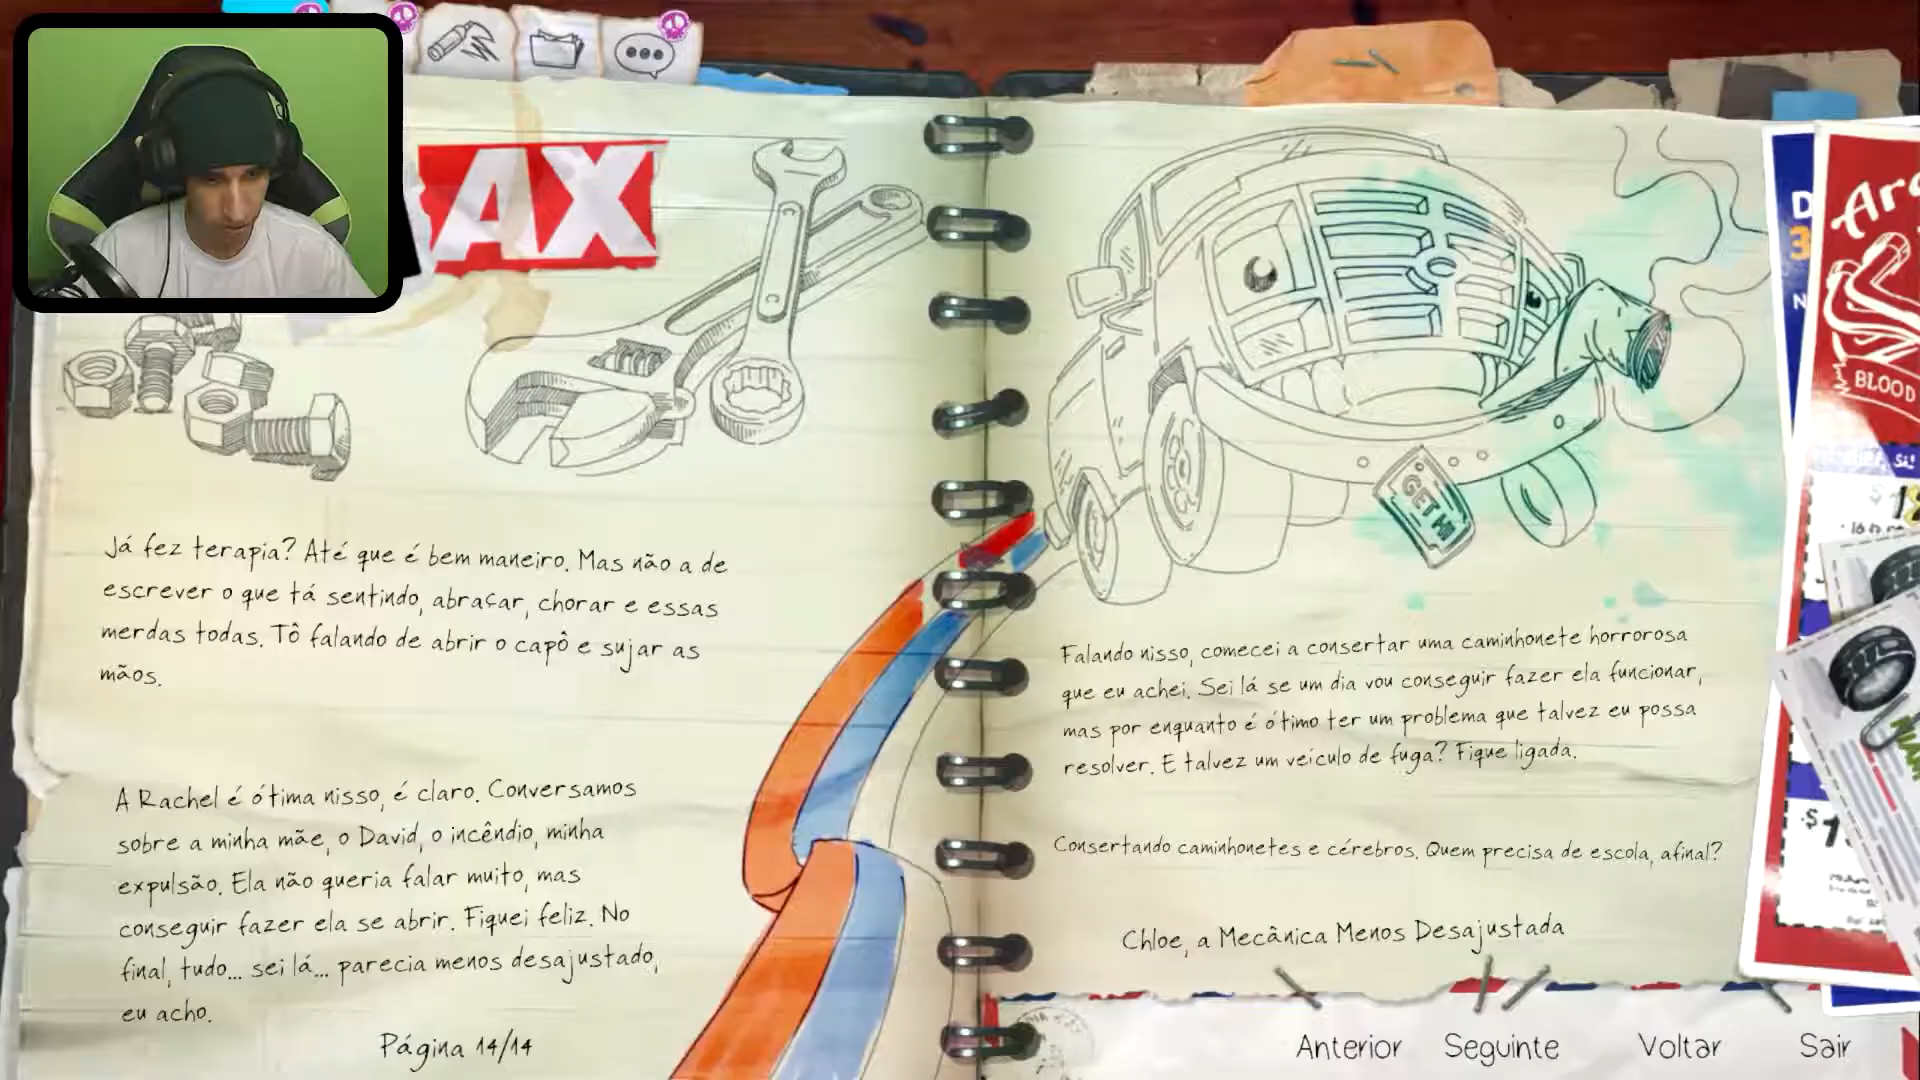 AX
Já fez terapia? Até que é bem maneiro. Mas não a de
escrever o que tá sentindo, abraçar, chorar e essas
merdas todas. Tô falando de abrir o capô e sujar as
mãos.
A Rachel é ótima nisso, é claro. Conversamos
sobre a minha mãe, o David, o incêndio, minha
expulsão. Ela não queria falar muito, mas
conseguir fazer ela se abrir. Fiquei feliz. No
final, tudo... sei lá... parecia menos desajustado,
eu acho.
Página 14/14
GET HI
Falando nisso, comecei a consertar uma caminhonete horrorosa
que eu achei. Sei lá se um dia vou conseguir fazer ela funcionar,
mas por enquanto é ótimo ter um problema que talvez eu possa
resolver. E talvez um veículo de fuga? Fique ligada.
Consertando caminhonetes e cérebros. Quem precisa de escola, afinal?
Chloe, a Mecânica Menos Desajustada
BLOOD
Anterior Seguinte Voltar Sair